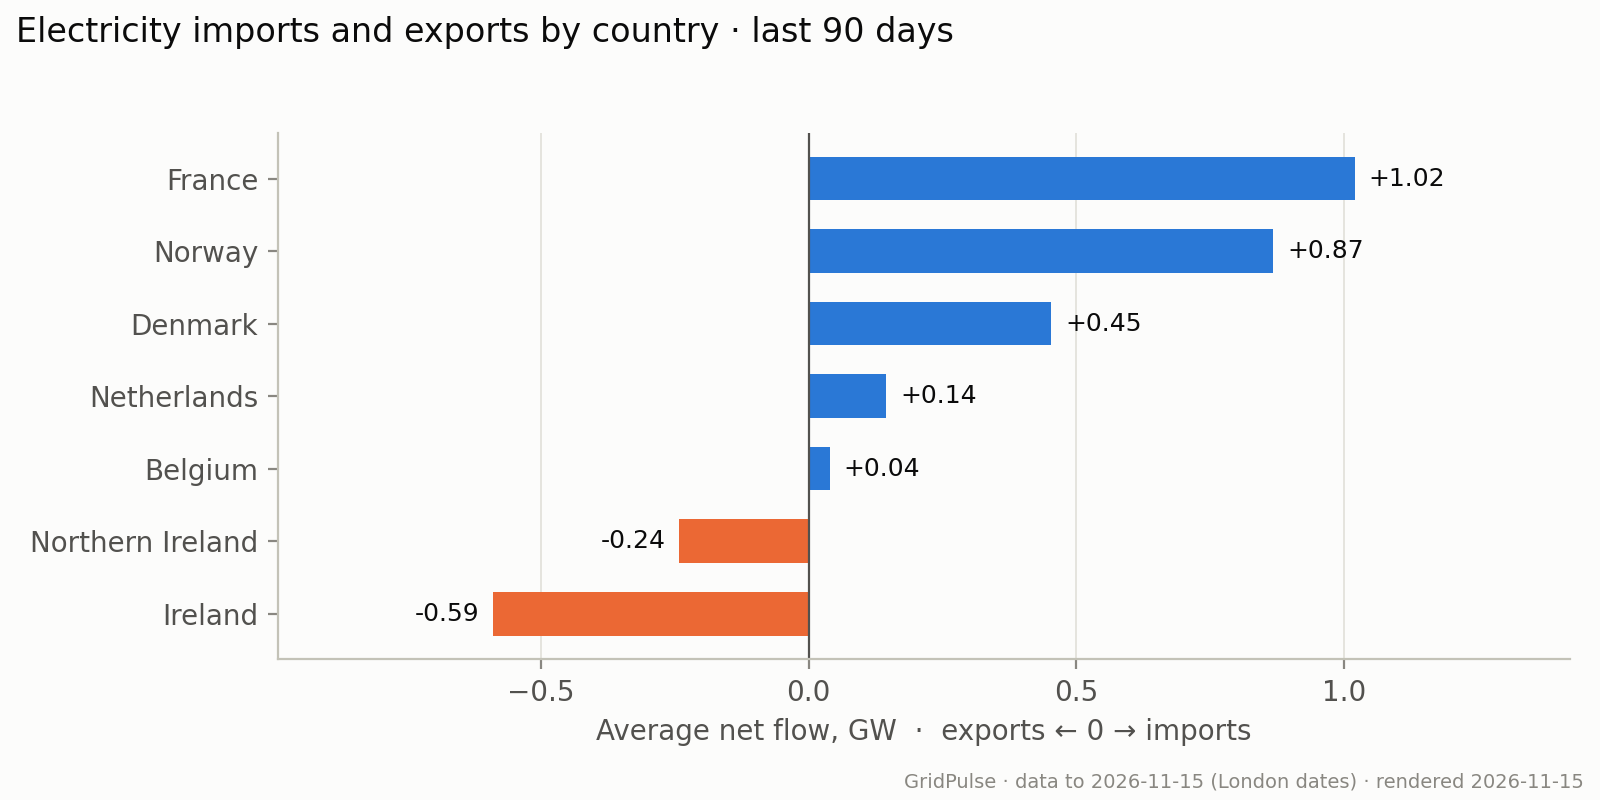 Electricity imports and exports by country · last 90 days
France
+1.02
Norway
+0.87
Denmark
+0.45
Netherlands
+0.14
Belgium
+0.04
Northern Ireland
-0.24
Ireland
-0.59
−0.5
0.0
0.5
1.0
Average net flow, GW · exports ← 0 → imports
GridPulse · data to 2026-11-15 (London dates) · rendered 2026-11-15